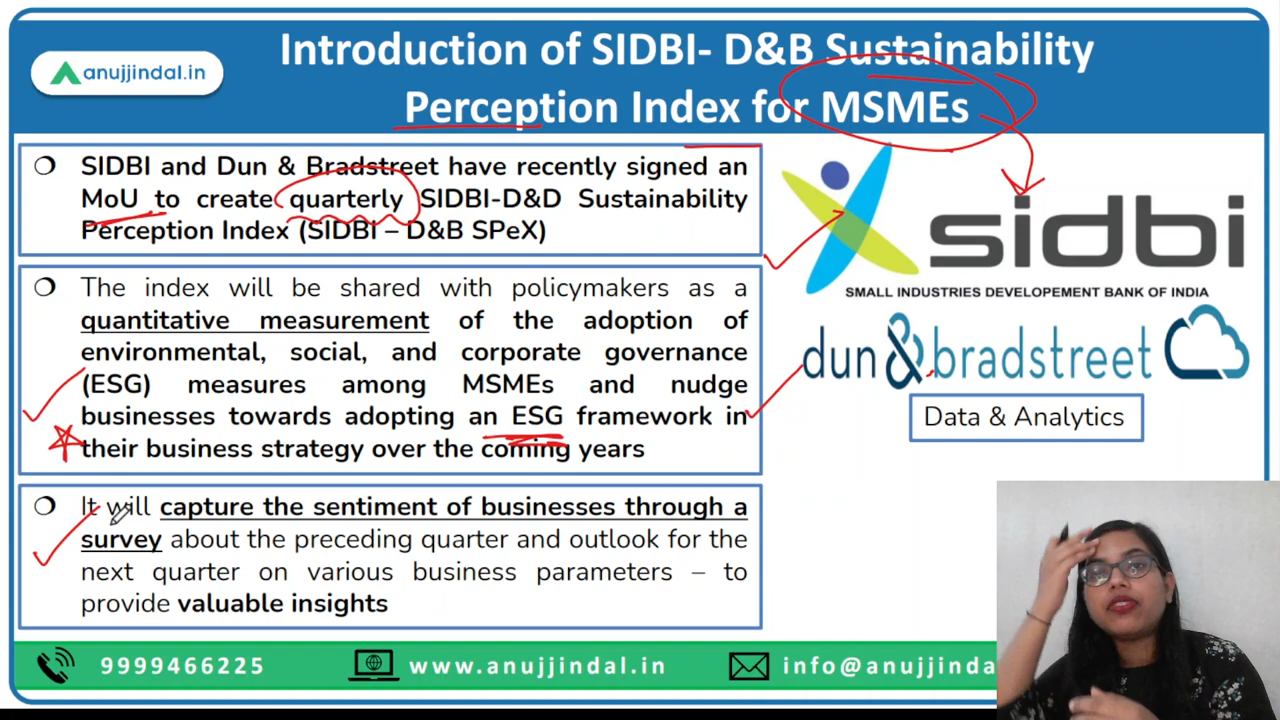 Introduction of SIDBI- D&B Sustainability
Perception Index for MSMEs
anujjindal.in
❍ SIDBI and Dun & Bradstreet have recently signed an
MoU to create quarterly SIDBI-D&D Sustainability
Perception Index (SIDBI – D&B SPeX)
❍ The index will be shared with policymakers as a
quantitative measurement of the adoption of
environmental, social, and corporate governance
(ESG) measures among MSMEs and nudge
businesses towards adopting an ESG framework in
their business strategy over the coming years
❍ It will capture the sentiment of businesses through a
survey about the preceding quarter and outlook for the
next quarter on various business parameters – to
provide valuable insights
sidbi
SMALL INDUSTRIES DEVELOPEMENT BANK OF INDIA
dun & bradstreet
Data & Analytics
9999466225
www.anujjindal.in
info@anujjinda